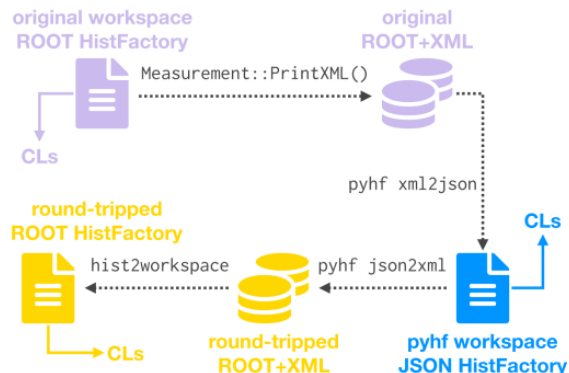 original workspace
ROOT HistFactory
original
ROOT+XML
Measurement::PrintXML()
CLs
pyhf xml2json
round-tripped
ROOT HistFactory
CLs
hist2workspace
pyhf json2xml
CLs
round-tripped
ROOT+XML
pyhf workspace
JSON HistFactory